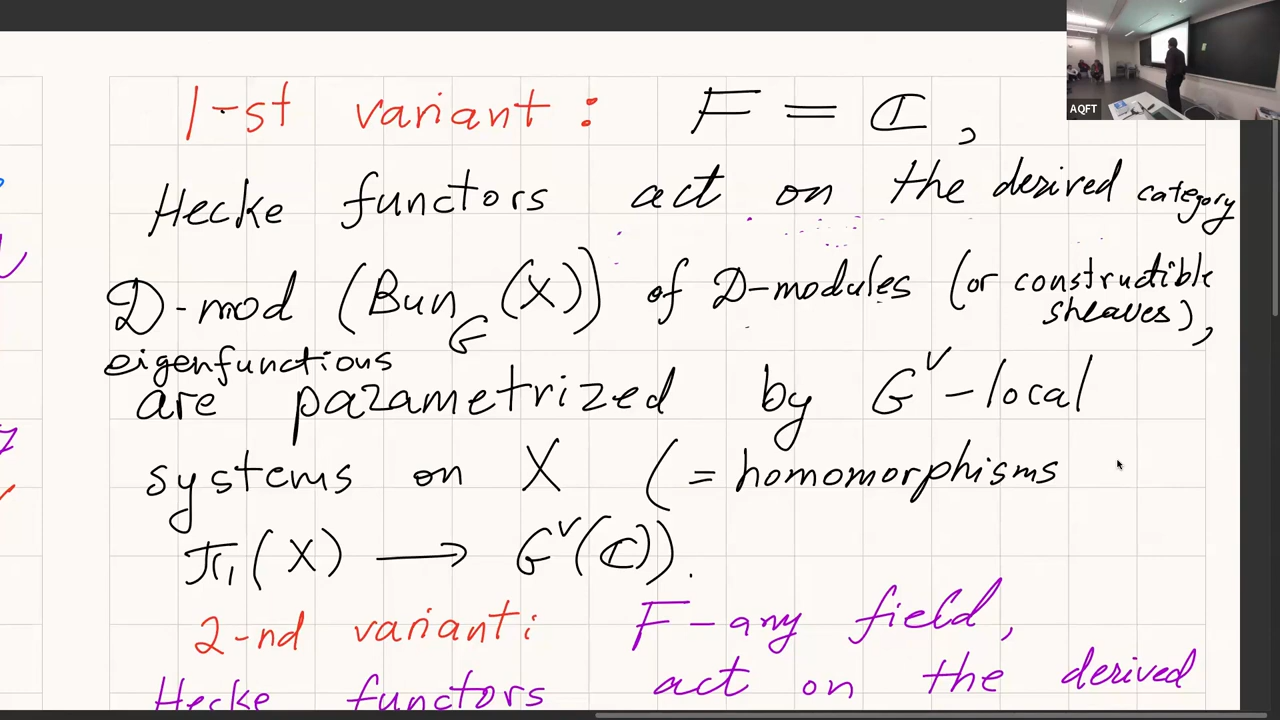 1-st variant: F = ℂ,
Hecke functors act on the derived category
D-mod (Bun_G (X)) of D-modules (or constructible sheaves),
eigenfunctions
are parametrized by G^∨-local
systems on X (= homomorphisms
π₁(X) ⟶ G^∨(ℂ)).
2-nd variant: F - any field,
Hecke functors act on the derived
AQFT